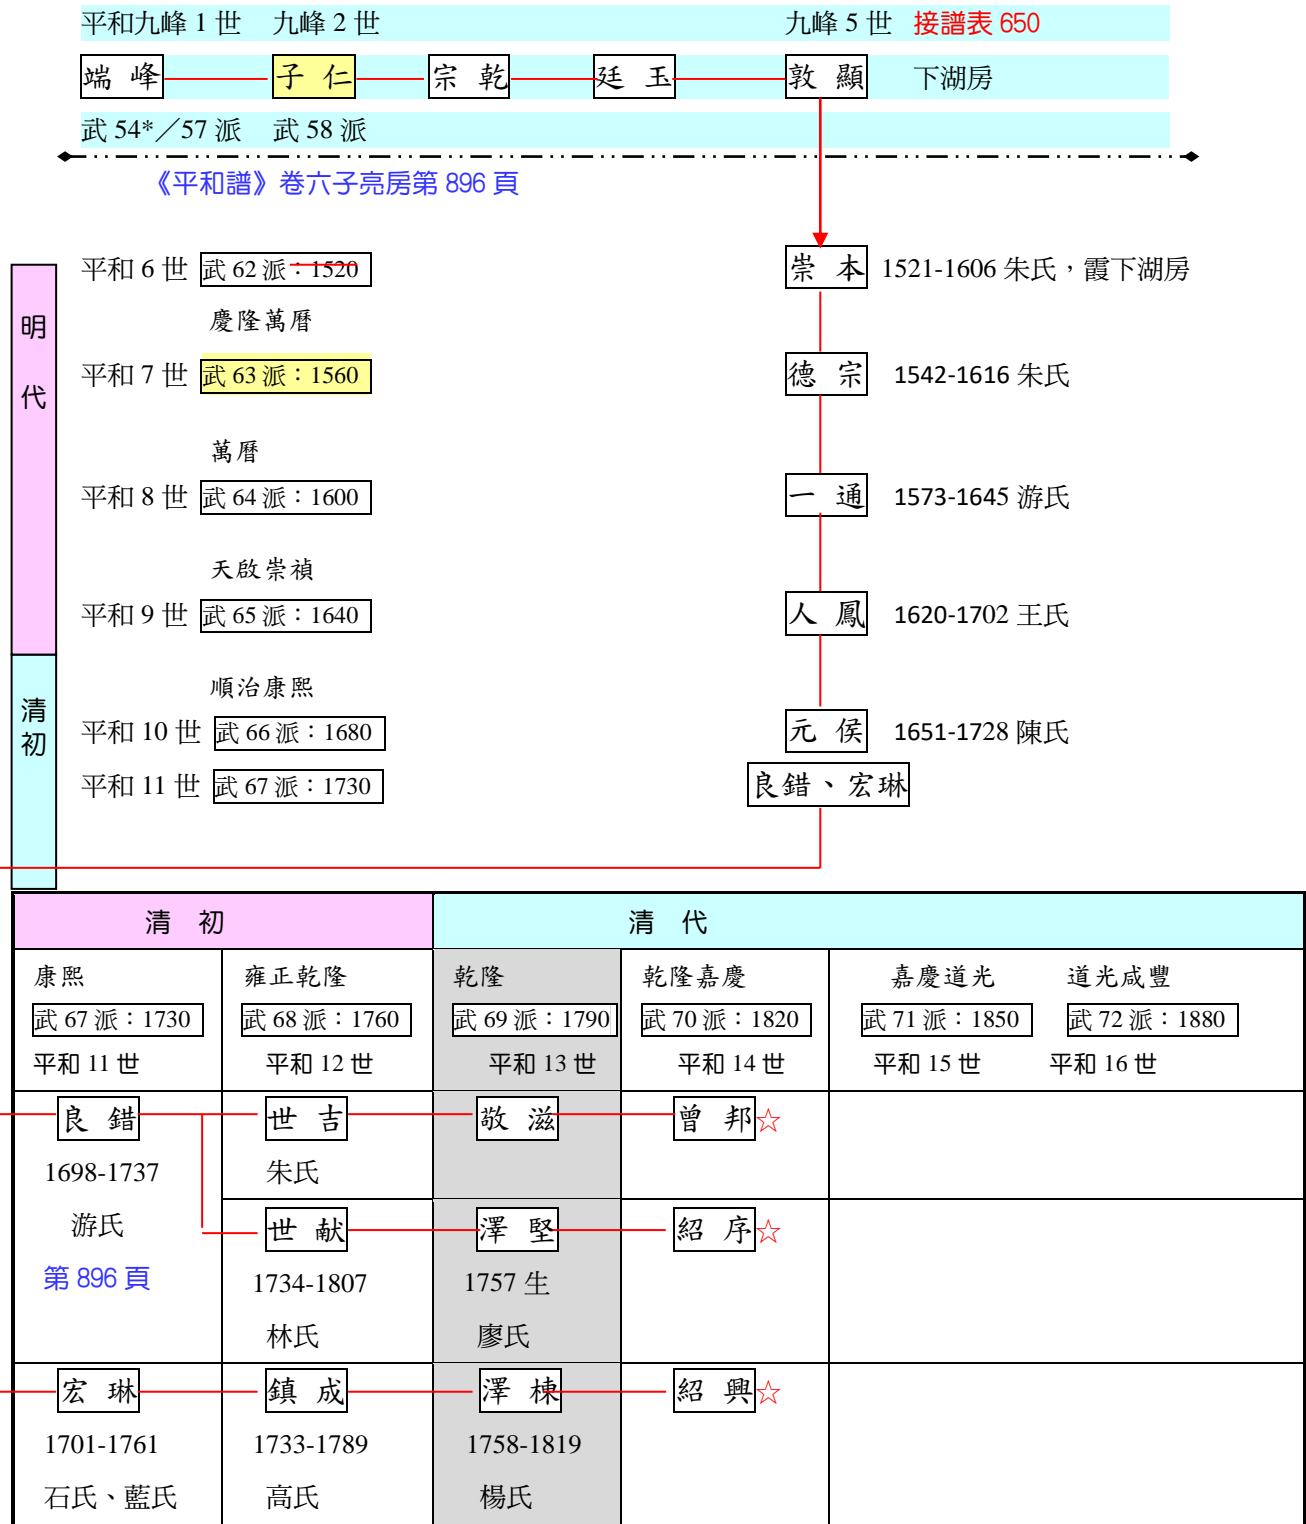 平和九峰 1 世 九峰 2 世 九峰 5 世 接譜表 650
端 峰 子 仁 宗 乾 廷 玉 敦 顯 下湖房
武 54*／57 派 武 58 派
《平和譜》卷六子亮房第 896 頁
平和 6 世 武 62 派：1520 崇 本 1521-1606 朱氏，霞下湖房
明代
慶隆萬曆
平和 7 世 武 63 派：1560 德 宗 1542-1616 朱氏
萬曆
平和 8 世 武 64 派：1600 一 通 1573-1645 游氏
天啟崇禎
平和 9 世 武 65 派：1640 人 鳳 1620-1702 王氏
清初
順治康熙
平和 10 世 武 66 派：1680 元 侯 1651-1728 陳氏
平和 11 世 武 67 派：1730 良錯、宏琳
清 初 清 代
康熙 雍正乾隆 乾隆 乾隆嘉慶 嘉慶道光 道光咸豐
武 67 派：1730 武 68 派：1760 武 69 派：1790 武 70 派：1820 武 71 派：1850 武 72 派：1880
平和 11 世 平和 12 世 平和 13 世 平和 14 世 平和 15 世 平和 16 世
良 錯 世 吉 敬 滋 曾 邦☆
1698-1737 朱氏
游氏 世 献 澤 堅 紹 序☆
第 896 頁 1734-1807 1757 生
林氏 廖氏
宏 琳 鎮 成 澤 棟 紹 興☆
1701-1761 1733-1789 1758-1819
石氏、藍氏 高氏 楊氏